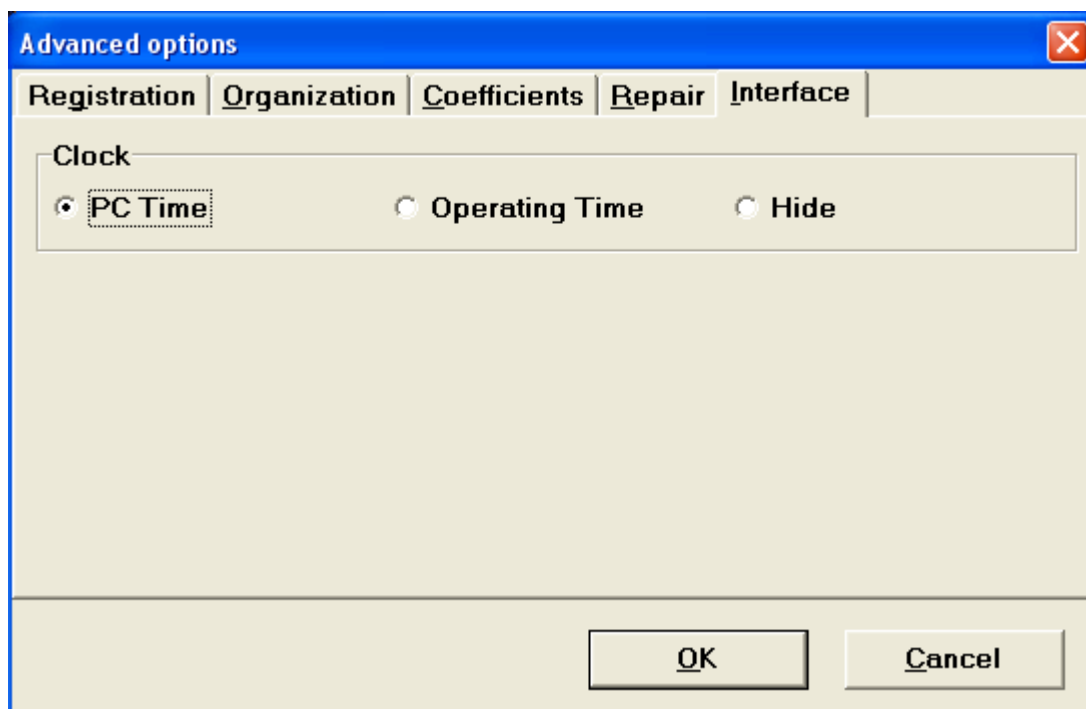 Advanced options
Registration Organization Coefficients Repair Interface
Clock
PC Time Operating Time Hide
OK Cancel